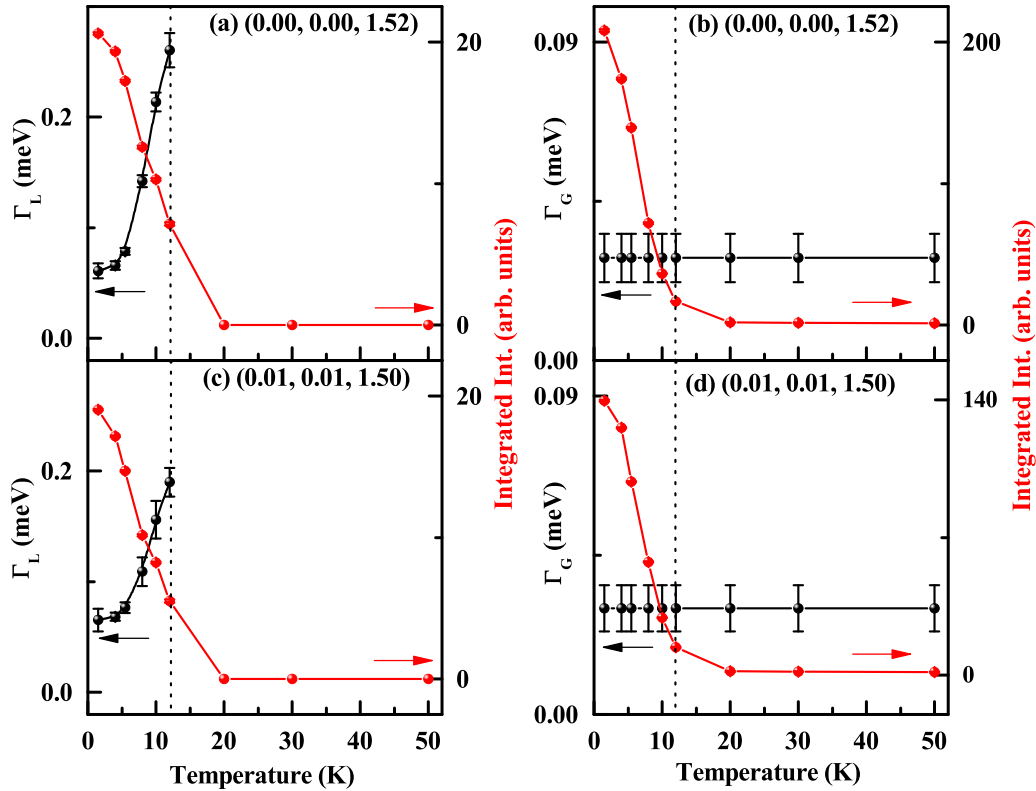 (a) (0.00, 0.00, 1.52)
0.2
0.0
Γ_L (meV)
20
0
(b) (0.00, 0.00, 1.52)
0.09
0.00
Γ_G (meV)
200
0
(c) (0.01, 0.01, 1.50)
0.2
0.0
Γ_L (meV)
20
0
Integrated Int. (arb. units)
(d) (0.01, 0.01, 1.50)
0.09
0.00
Γ_G (meV)
140
0
Integrated Int. (arb. units)
0 10 20 30 40 50
Temperature (K)
0 10 20 30 40 50
Temperature (K)